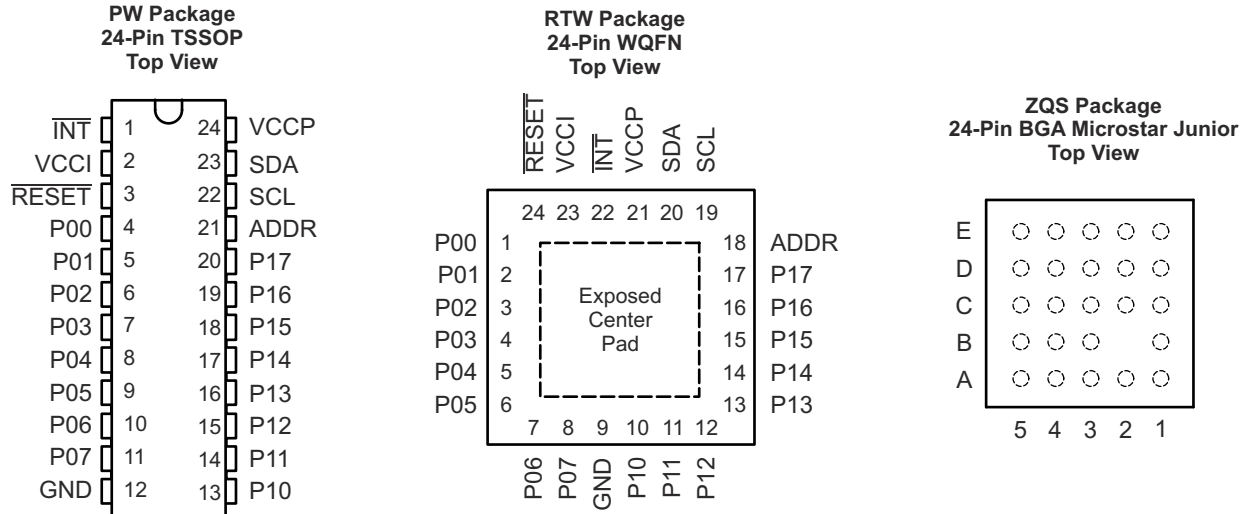 PW Package
24-Pin TSSOP
Top View
INT 1 24 VCCP
VCCI 2 23 SDA
RESET 3 22 SCL
P00 4 21 ADDR
P01 5 20 P17
P02 6 19 P16
P03 7 18 P15
P04 8 17 P14
P05 9 16 P13
P06 10 15 P12
P07 11 14 P11
GND 12 13 P10
RTW Package
24-Pin WQFN
Top View
RESET VCCI INT VCCP SDA SCL
24 23 22 21 20 19
P00 1 18 ADDR
P01 2 17 P17
P02 3 16 P16
P03 4 15 P15
P04 5 14 P14
P05 6 13 P13
Exposed
Center
Pad
7 8 9 10 11 12
P06 P07 GND P10 P11 P12
ZQS Package
24-Pin BGA Microstar Junior
Top View
E
D
C
B
A
5 4 3 2 1